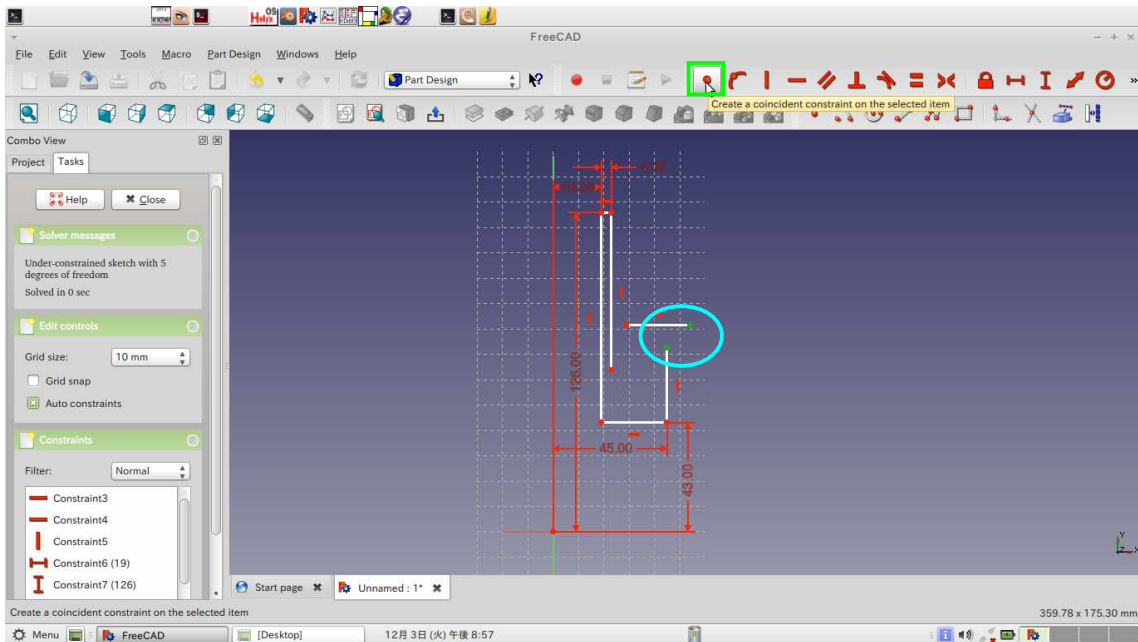 FreeCAD
File Edit View Tools Macro Part Design Windows Help
Part Design
Create a coincident constraint on the selected item
Combo View
Project Tasks
Help Close
Solver messages
Under-constrained sketch with 5
degrees of freedom
Solved in 0 sec
Edit controls
Grid size: 10 mm
Grid snap
Auto constraints
Constraints
Filter: Normal
Constraint3
Constraint4
Constraint5
Constraint6 (19)
Constraint7 (126)
126.00
45.00
43.00
Y
Z X
Start page Unnamed : 1*
Create a coincident constraint on the selected item
359.78 x 175.30 mm
Menu FreeCAD [Desktop] 12月 3日 (火) 午後 8:57